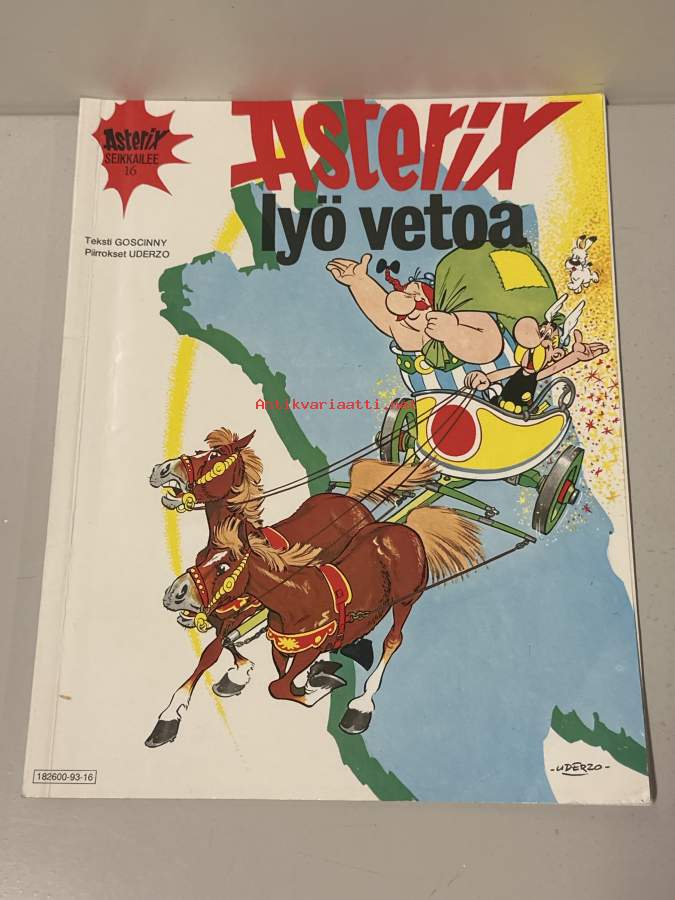 Asterix
SEIKKAILEE
16
Asterix
lyö vetoa
Teksti GOSCINNY
Piirrokset UDERZO
Antikvariaatti.net
182600-93-16
-UDERZO-